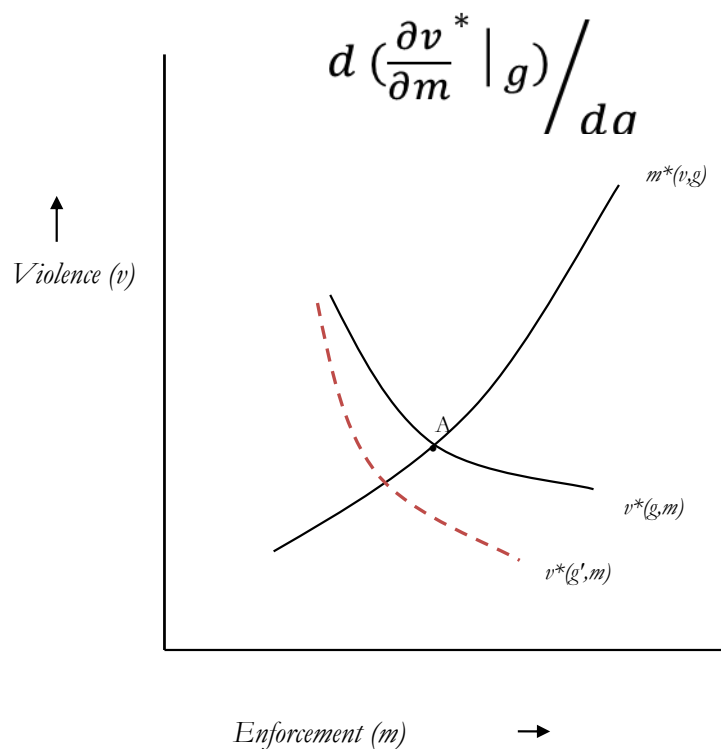 d (∂v/∂m * | g) / dg
m*(v,g)
Violence (v)
A
v*(g,m)
v*(g',m)
Enforcement (m)